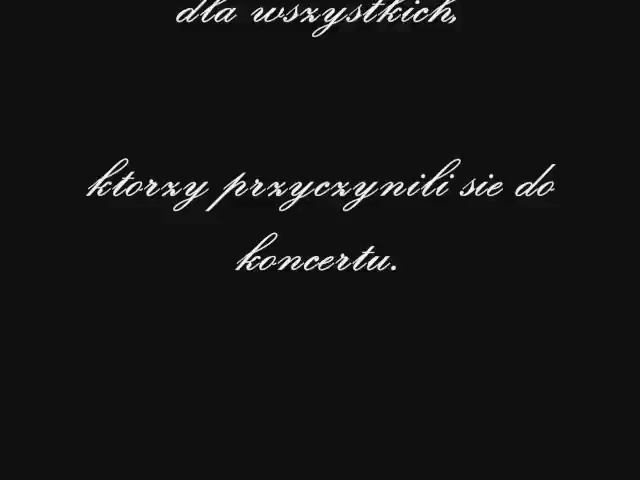 dla wszystkich,
ktorzy przyczynili sie do
koncertu.